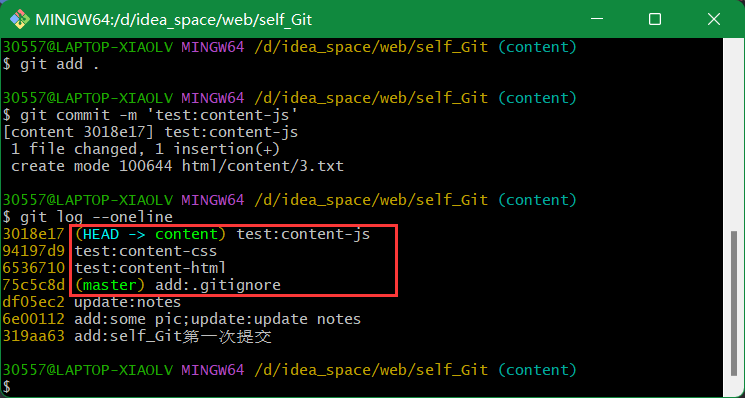 MINGW64:/d/idea_space/web/self_Git
30557@LAPTOP-XIAOLV MINGW64 /d/idea_space/web/self_Git (content)
$ git add .
30557@LAPTOP-XIAOLV MINGW64 /d/idea_space/web/self_Git (content)
$ git commit -m 'test:content-js'
[content 3018e17] test:content-js
 1 file changed, 1 insertion(+)
 create mode 100644 html/content/3.txt
30557@LAPTOP-XIAOLV MINGW64 /d/idea_space/web/self_Git (content)
$ git log --oneline
3018e17 (HEAD -> content) test:content-js
94197d9 test:content-css
6536710 test:content-html
75c5c8d (master) add:.gitignore
df05ec2 update:notes
6e00112 add:some pic;update:update notes
319aa63 add:self_Git第一次提交
30557@LAPTOP-XIAOLV MINGW64 /d/idea_space/web/self_Git (content)
$